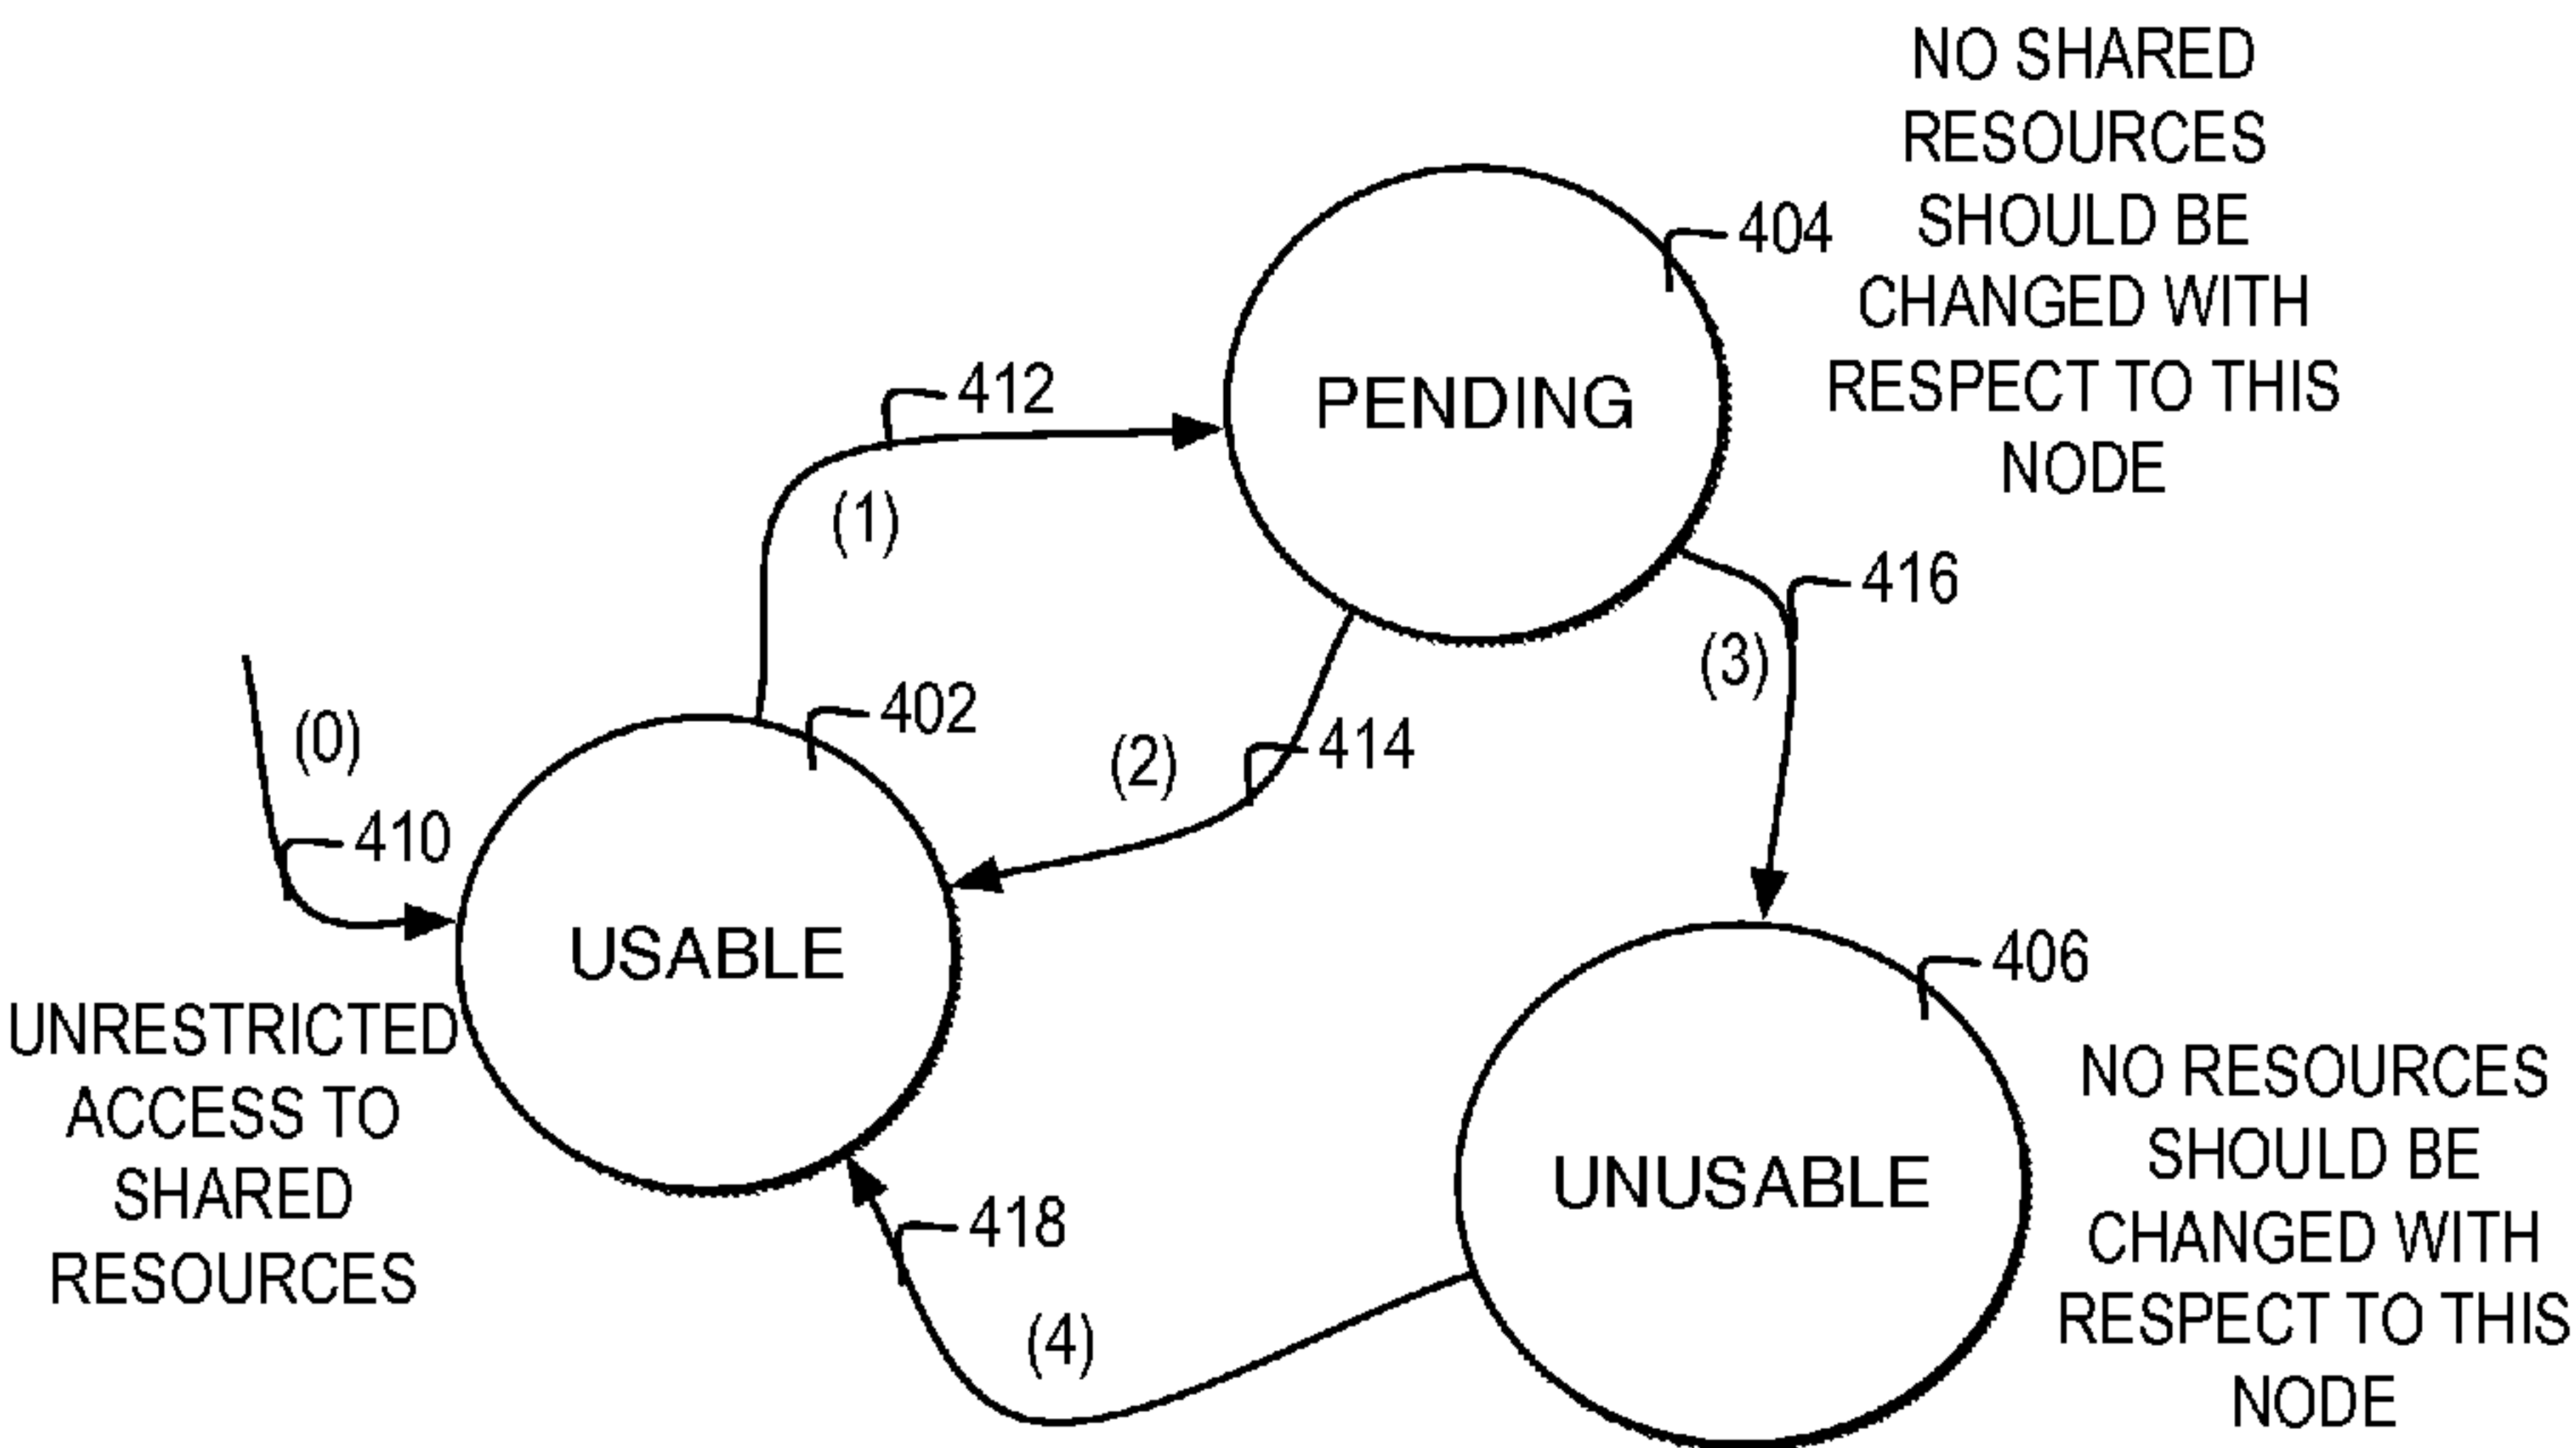 NO SHARED
RESOURCES
SHOULD BE
CHANGED WITH
RESPECT TO THIS
NODE
404
PENDING
412
(1)
416
(3)
402
(0)
414
(2)
410
USABLE
406
UNRESTRICTED
ACCESS TO
SHARED
RESOURCES
UNUSABLE
NO RESOURCES
SHOULD BE
CHANGED WITH
RESPECT TO THIS
NODE
418
(4)